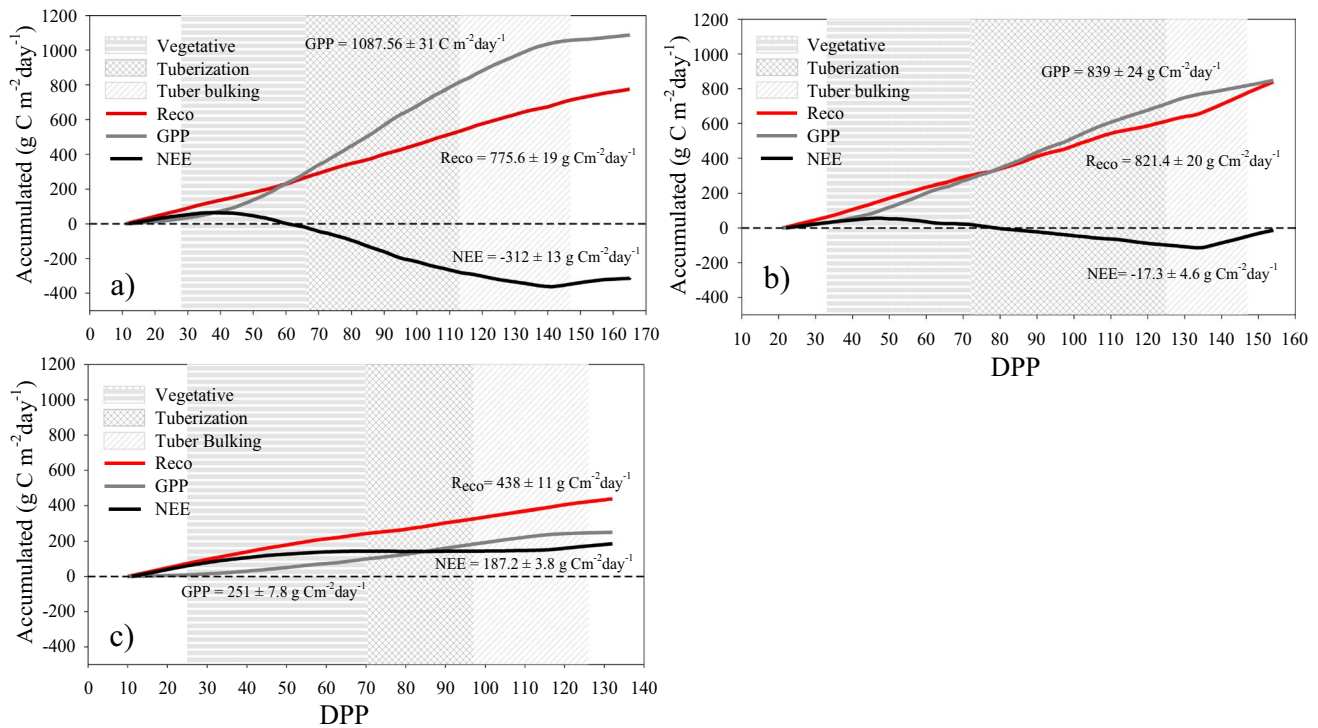 1200
1000
800
600
400
200
0
-200
-400
Accumulated (g C m-2day-1)
Vegetative
Tuberization
Tuber bulking
Reco
GPP
NEE
GPP = 1087.56 ± 31 C m-2day-1
Reco = 775.6 ± 19 g Cm-2day-1
NEE = -312 ± 13 g Cm-2day-1
a)
0 10 20 30 40 50 60 70 80 90 100 110 120 130 140 150 160 170
1200
1000
800
600
400
200
0
-200
-400
Accumulated (g C m-2day-1)
Vegetative
Tuberization
Tuber bulking
Reco
GPP
NEE
GPP = 839 ± 24 g Cm-2day-1
Reco = 821.4 ± 20 g Cm-2day-1
NEE= -17.3 ± 4.6 g Cm-2day-1
b)
10 20 30 40 50 60 70 80 90 100 110 120 130 140 150 160
DPP
1200
1000
800
600
400
200
0
-200
-400
Accumulated (g C m-2day-1)
Vegetative
Tuberization
Tuber Bulking
Reco
GPP
NEE
Reco= 438 ± 11 g Cm-2day-1
NEE = 187.2 ± 3.8 g Cm-2day-1
GPP = 251 ± 7.8 g Cm-2day-1
c)
0 10 20 30 40 50 60 70 80 90 100 110 120 130 140
DPP